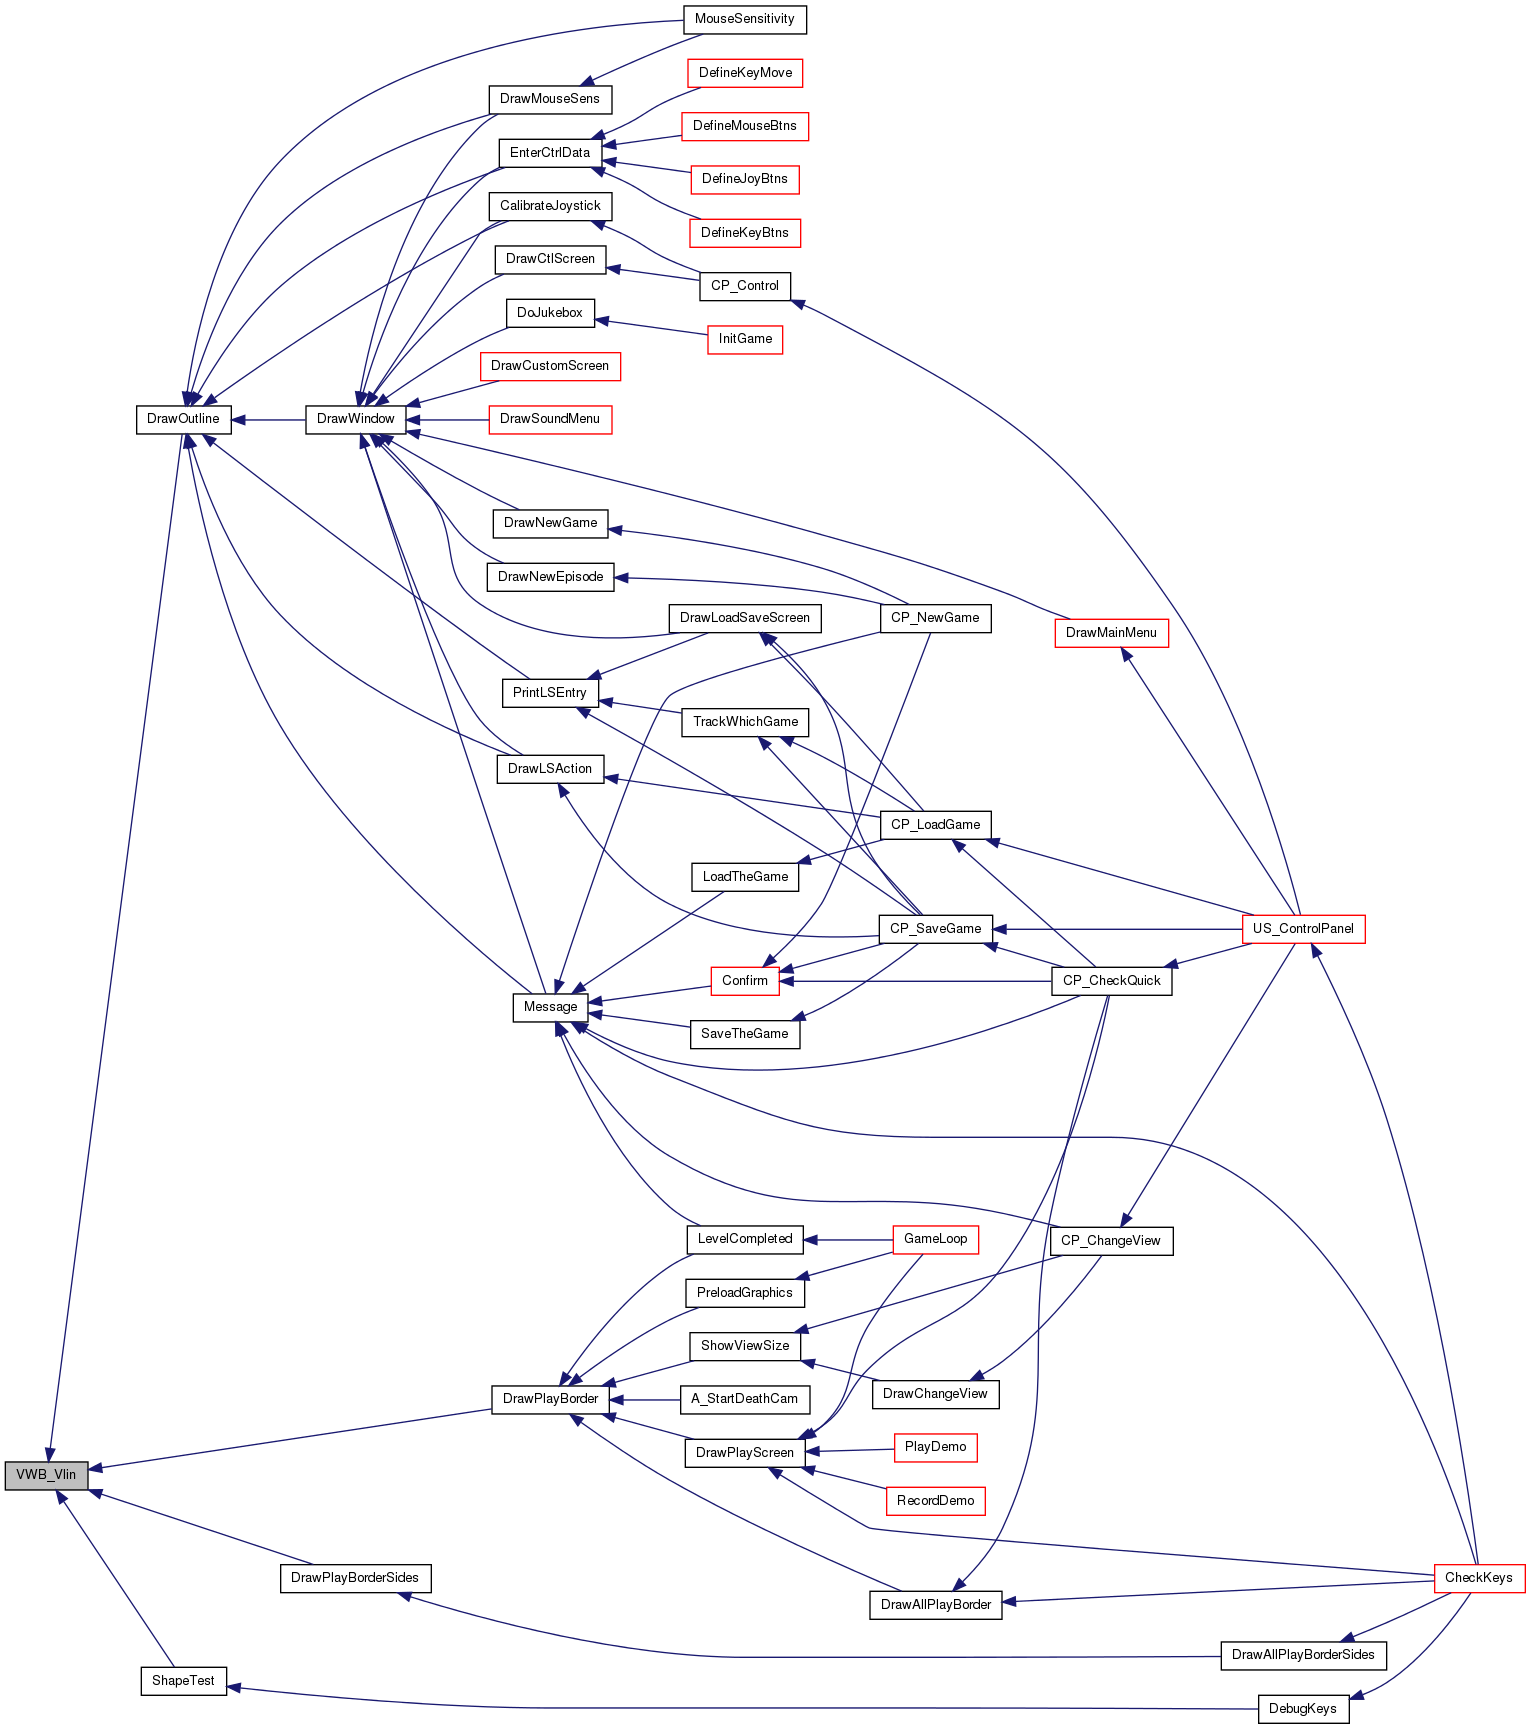 MouseSensitivity
DefineKeyMove
DrawMouseSens
DefineMouseBtns
EnterCtrlData
DefineJoyBtns
CalibrateJoystick
DefineKeyBtns
DrawCtlScreen
CP_Control
DoJukebox
InitGame
DrawCustomScreen
DrawOutline
DrawWindow
DrawSoundMenu
DrawNewGame
DrawNewEpisode
DrawLoadSaveScreen
CP_NewGame
DrawMainMenu
PrintLSEntry
TrackWhichGame
DrawLSAction
CP_LoadGame
LoadTheGame
CP_SaveGame
US_ControlPanel
Confirm
CP_CheckQuick
Message
SaveTheGame
LevelCompleted
GameLoop
CP_ChangeView
PreloadGraphics
ShowViewSize
DrawChangeView
DrawPlayBorder
A_StartDeathCam
DrawPlayScreen
PlayDemo
VWB_Vlin
RecordDemo
DrawPlayBorderSides
CheckKeys
DrawAllPlayBorder
DrawAllPlayBorderSides
ShapeTest
DebugKeys